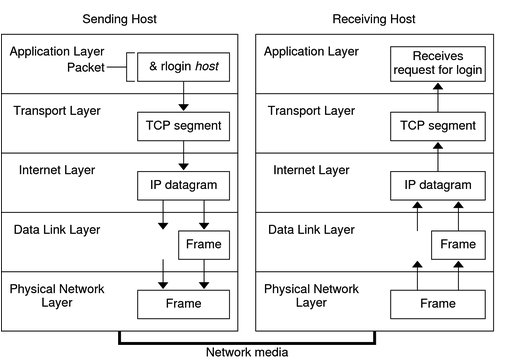 Sending Host
Receiving Host
Application Layer
Packet
& rlogin host
Application Layer
Receives
request for login
Transport Layer
TCP segment
Transport Layer
TCP segment
Internet Layer
IP datagram
Internet Layer
IP datagram
Data Link Layer
Frame
Data Link Layer
Frame
Physical Network
Layer
Frame
Physical Network
Layer
Frame
Network media